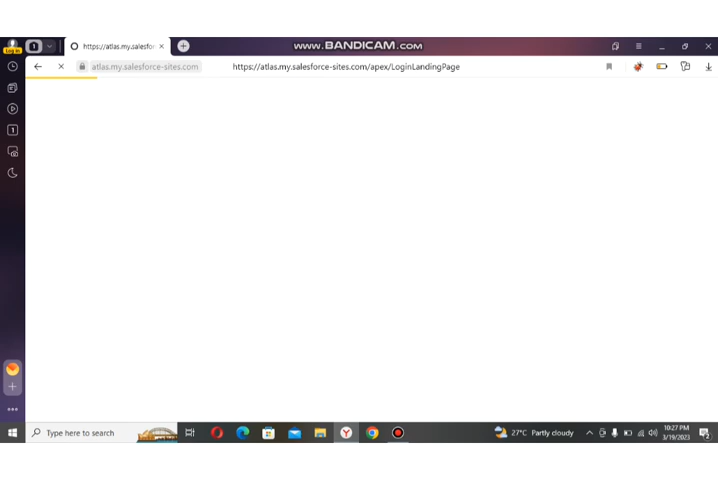 WWW.BANDICAM.COM
Log in
1
https://atlas.my.salesfor
atlas.my.salesforce-sites.com
https://atlas.my.salesforce-sites.com/apex/LoginLandingPage
1
Type here to search
27°C Partly cloudy
10:27 PM
3/19/2023
2